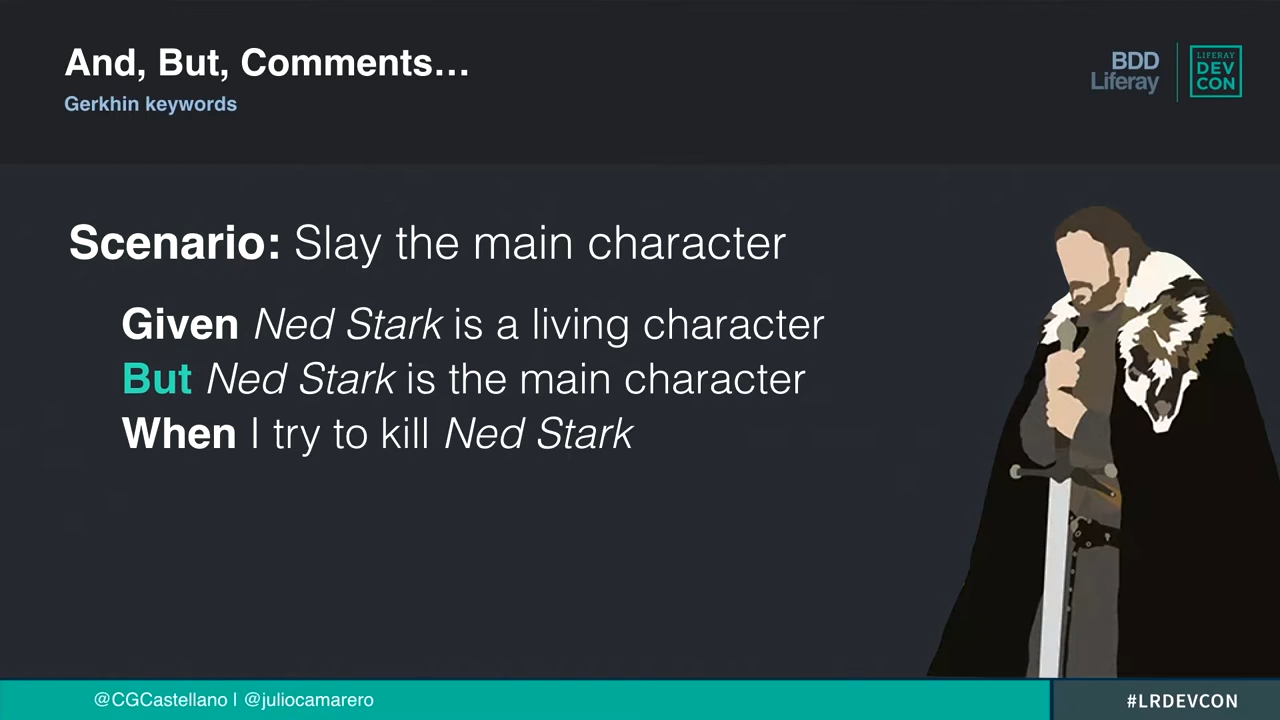 And, But, Comments...
Gerkhin keywords
BDD
Liferay
LIFERAY
DEV
CON
Scenario: Slay the main character
Given Ned Stark is a living character
But Ned Stark is the main character
When I try to kill Ned Stark
@CGCastellano | @juliocamarero
#LRDEVCON